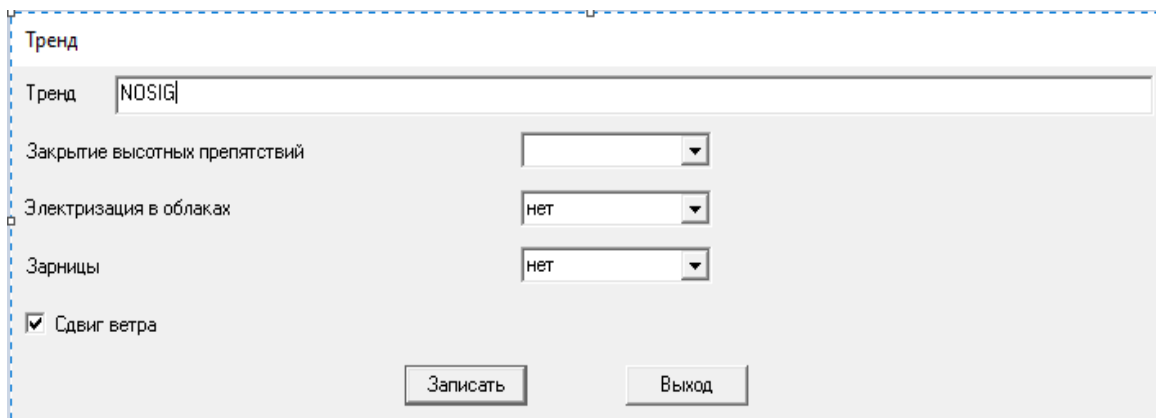 Тренд
Тренд NOSIG
Закрытие высотных препятствий
Электризация в облаках нет
Зарницы нет
Сдвиг ветра
Записать Выход